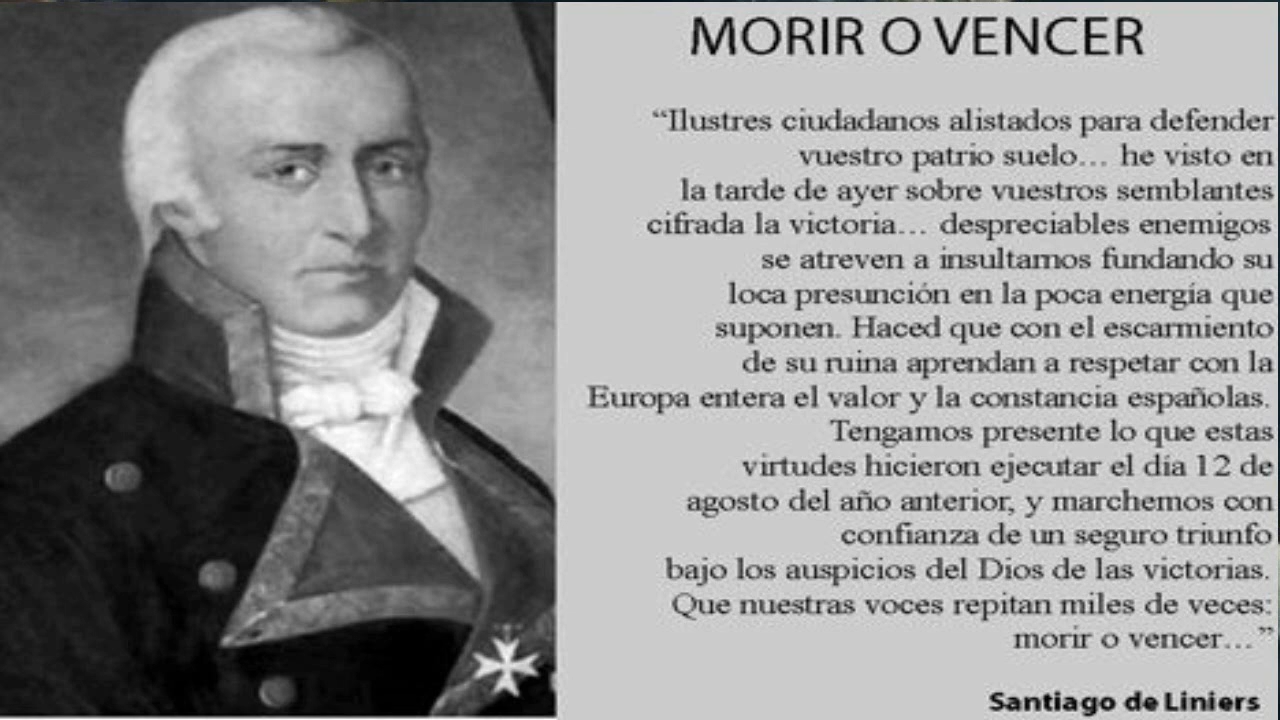 MORIR O VENCER
“Ilustres ciudadanos alistados para defender
vuestro patrio suelo... he visto en
la tarde de ayer sobre vuestros semblantes
cifrada la victoria... despreciables enemigos
se atreven a insultarnos fundando su
loca presunción en la poca energía que
suponen. Haced que con el escarmiento
de su ruina aprendan a respetar con la
Europa entera el valor y la constancia españolas.
Tengamos presente lo que estas
virtudes hicieron ejecutar el día 12 de
agosto del año anterior, y marchemos con
confianza de un seguro triunfo
bajo los auspicios del Dios de las victorias.
Que nuestras voces repitan miles de veces:
morir o vencer...”
Santiago de Liniers